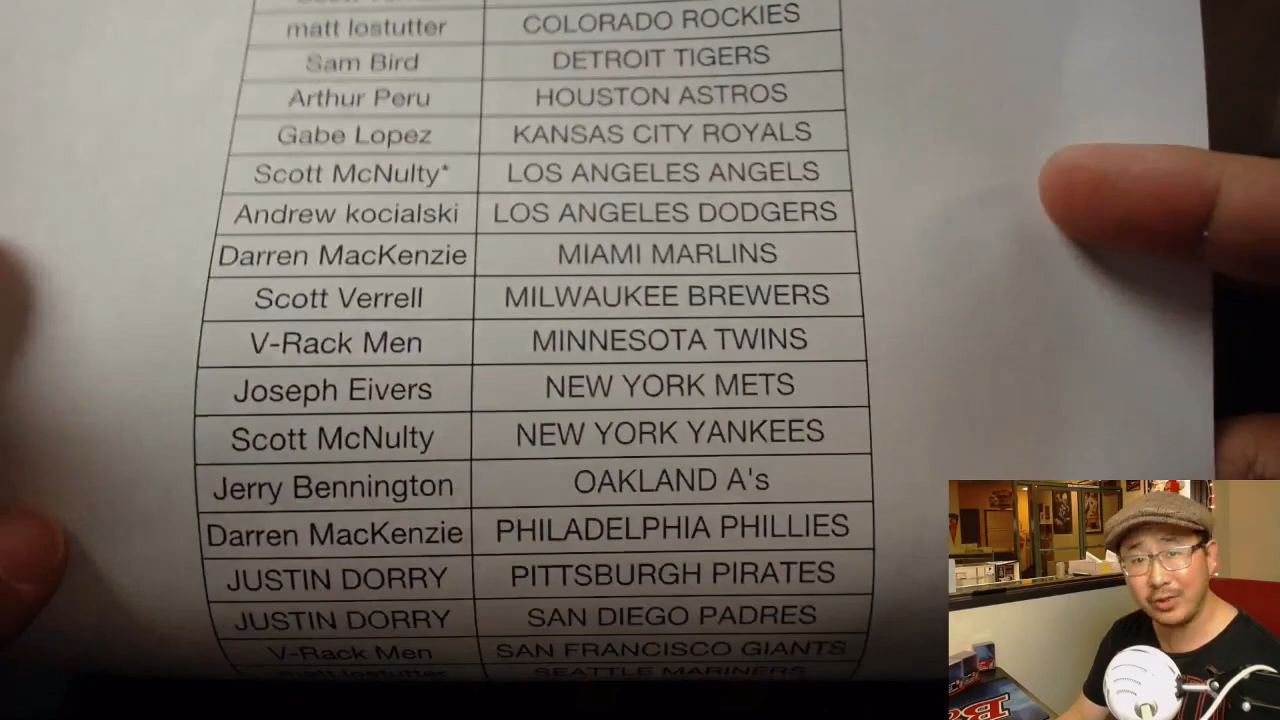 matt lostutter COLORADO ROCKIES
Sam Bird DETROIT TIGERS
Arthur Peru HOUSTON ASTROS
Gabe Lopez KANSAS CITY ROYALS
Scott McNulty* LOS ANGELES ANGELS
Andrew kocialski LOS ANGELES DODGERS
Darren MacKenzie MIAMI MARLINS
Scott Verrell MILWAUKEE BREWERS
V-Rack Men MINNESOTA TWINS
Joseph Eivers NEW YORK METS
Scott McNulty NEW YORK YANKEES
Jerry Bennington OAKLAND A's
Darren MacKenzie PHILADELPHIA PHILLIES
JUSTIN DORRY PITTSBURGH PIRATES
JUSTIN DORRY SAN DIEGO PADRES
V-Rack Men SAN FRANCISCO GIANTS
lostutter SEATTLE MARINERS